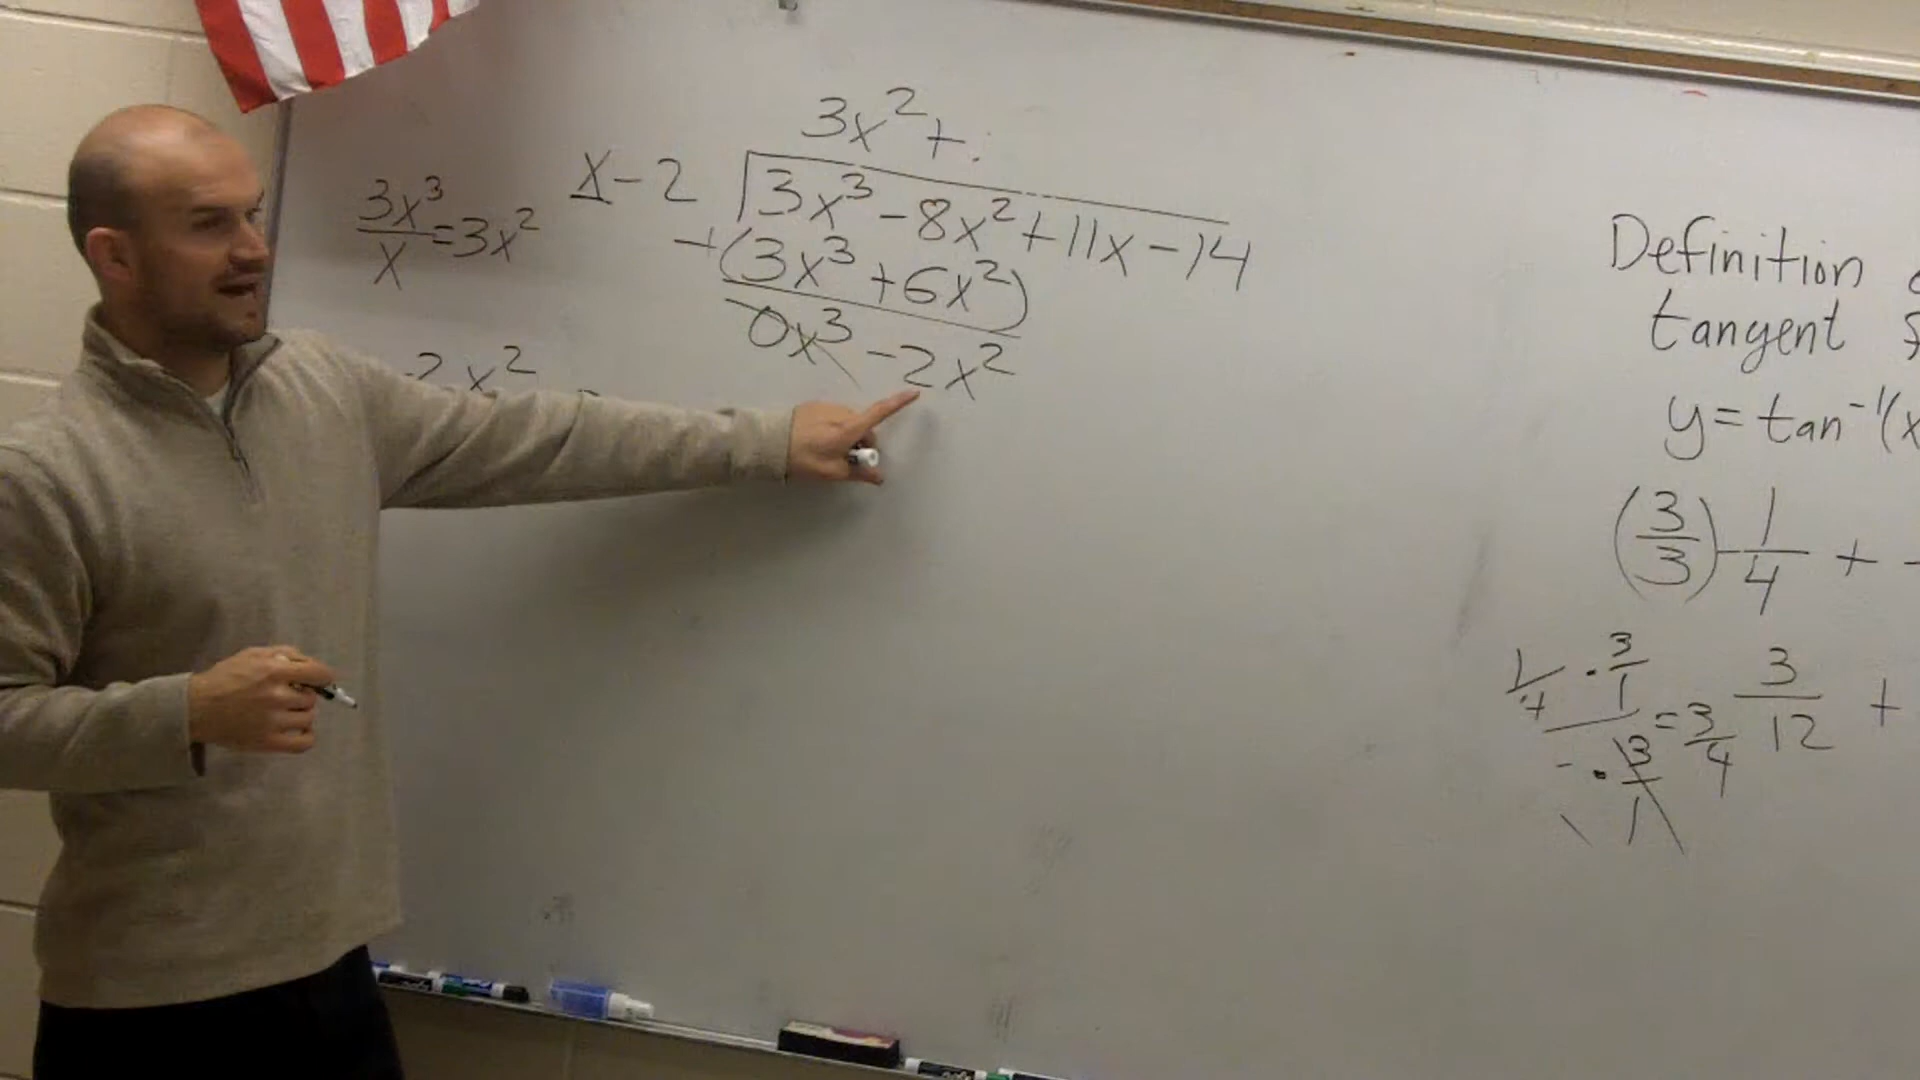 3x² +
x-2 3x³ - 8x² + 11x - 14
3x³/x = 3x²
-(3x³ + 6x²)
0x³ - 2x²
-2x²
Definition
tangent
y = tan⁻¹(x
(3/3) 1/4 +
1/4 · 3/1
· 3/1
= 3/4
3/12 +